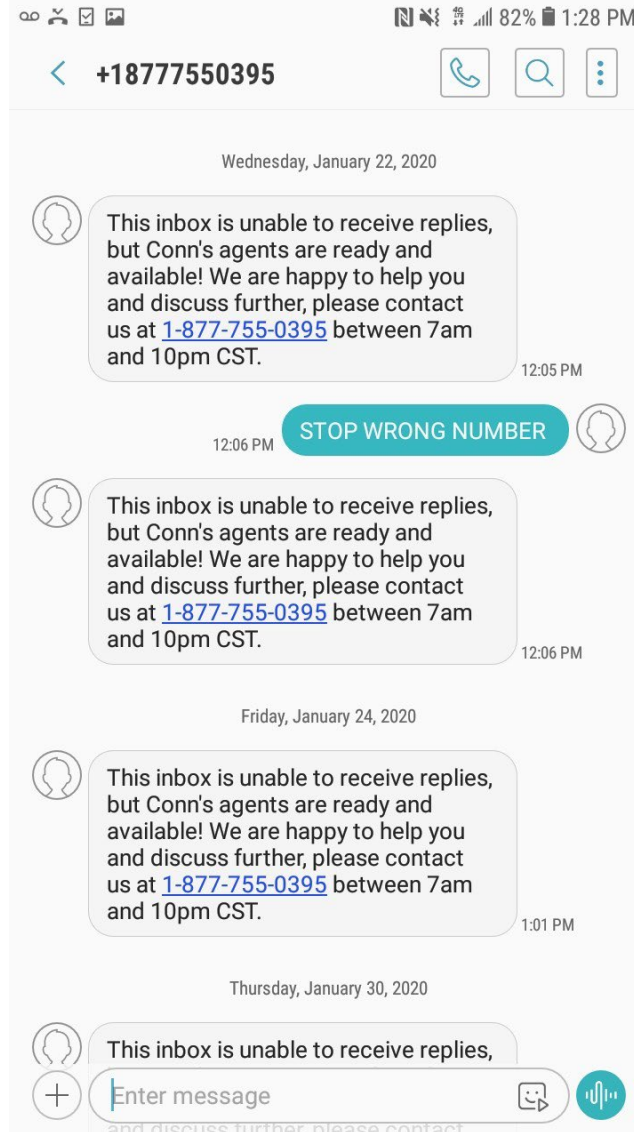 4G LTE 82% 1:28 PM
+18777550395
Wednesday, January 22, 2020
This inbox is unable to receive replies,
but Conn's agents are ready and
available! We are happy to help you
and discuss further, please contact
us at 1-877-755-0395 between 7am
and 10pm CST.
12:05 PM
STOP WRONG NUMBER
12:06 PM
This inbox is unable to receive replies,
but Conn's agents are ready and
available! We are happy to help you
and discuss further, please contact
us at 1-877-755-0395 between 7am
and 10pm CST.
12:06 PM
Friday, January 24, 2020
This inbox is unable to receive replies,
but Conn's agents are ready and
available! We are happy to help you
and discuss further, please contact
us at 1-877-755-0395 between 7am
and 10pm CST.
1:01 PM
Thursday, January 30, 2020
This inbox is unable to receive replies,
Enter message
and discuss further, please contact